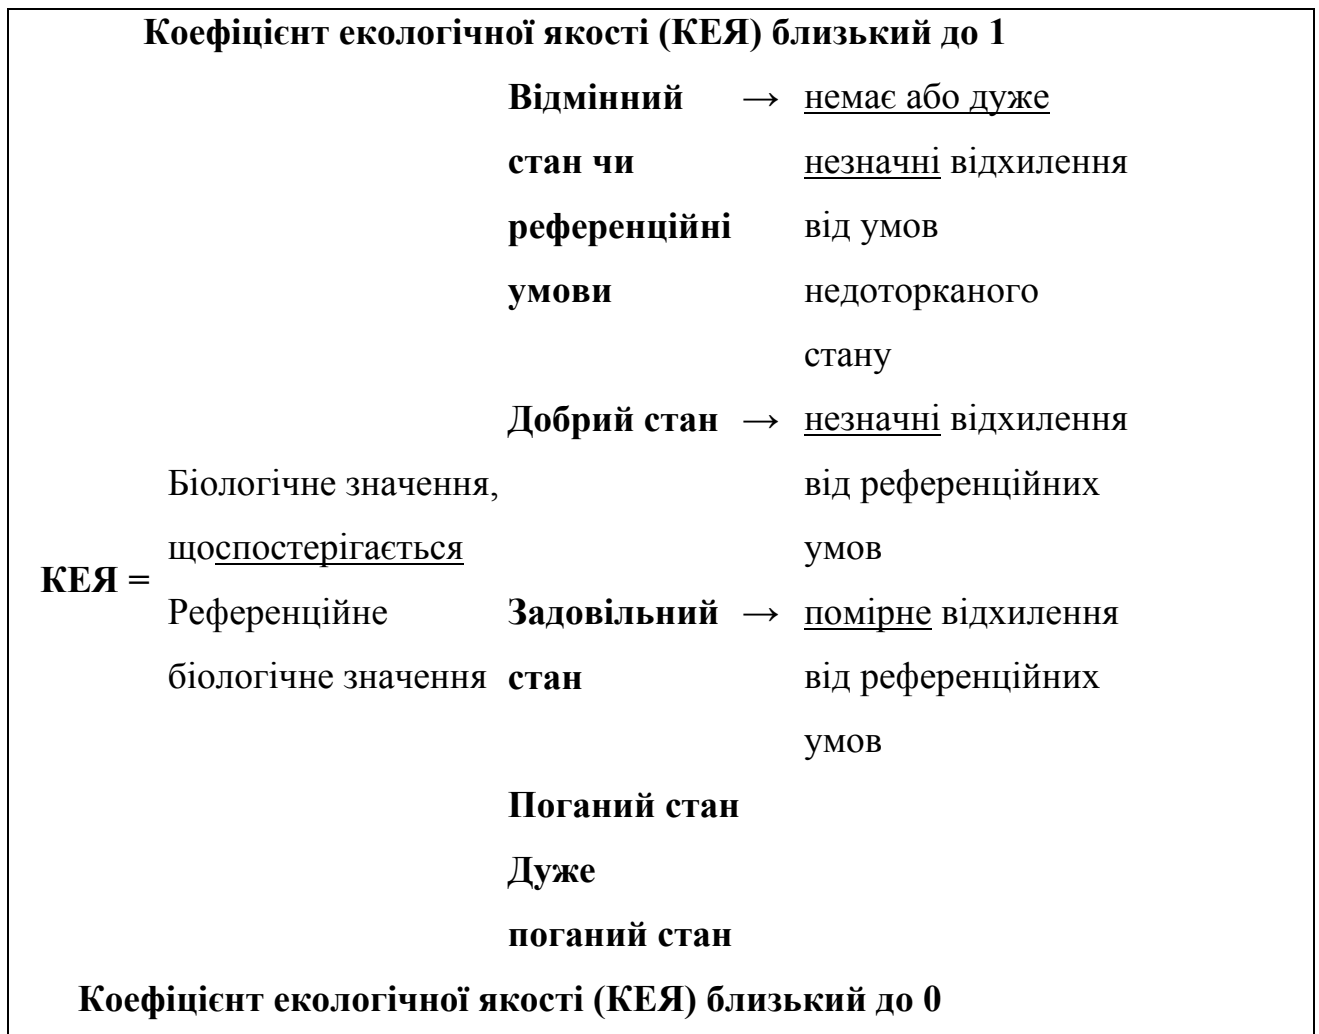 Коефіцієнт екологічної якості (КЕЯ) близький до 1
Відмінний → немає або дуже
стан чи незначні відхилення
референційні від умов
умови недоторканого
стану
Добрий стан → незначні відхилення
Біологічне значення, від референційних
щоспостерігається умов
КЕЯ =
Референційне Задовільний → помірне відхилення
біологічне значення стан від референційних
умов
Поганий стан
Дуже
поганий стан
Коефіцієнт екологічної якості (КЕЯ) близький до 0